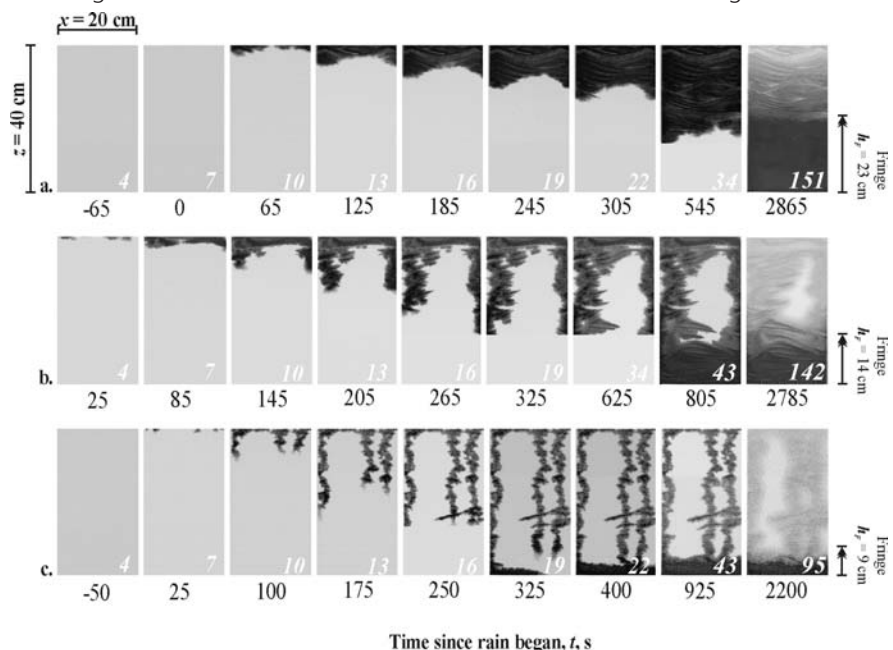 x = 20 cm
z = 40 cm
a.
4 7 10 13 16 19 22 34 151
-65 0 65 125 185 245 305 545 2865
Fringe
h_F = 23 cm
b.
4 7 10 13 16 19 34 43 142
25 85 145 205 265 325 625 805 2785
Fringe
h_F = 14 cm
c.
4 7 10 13 16 19 22 43 95
-50 25 100 175 250 325 400 925 2200
Fringe
h_F = 9 cm
Time since rain began, t, s